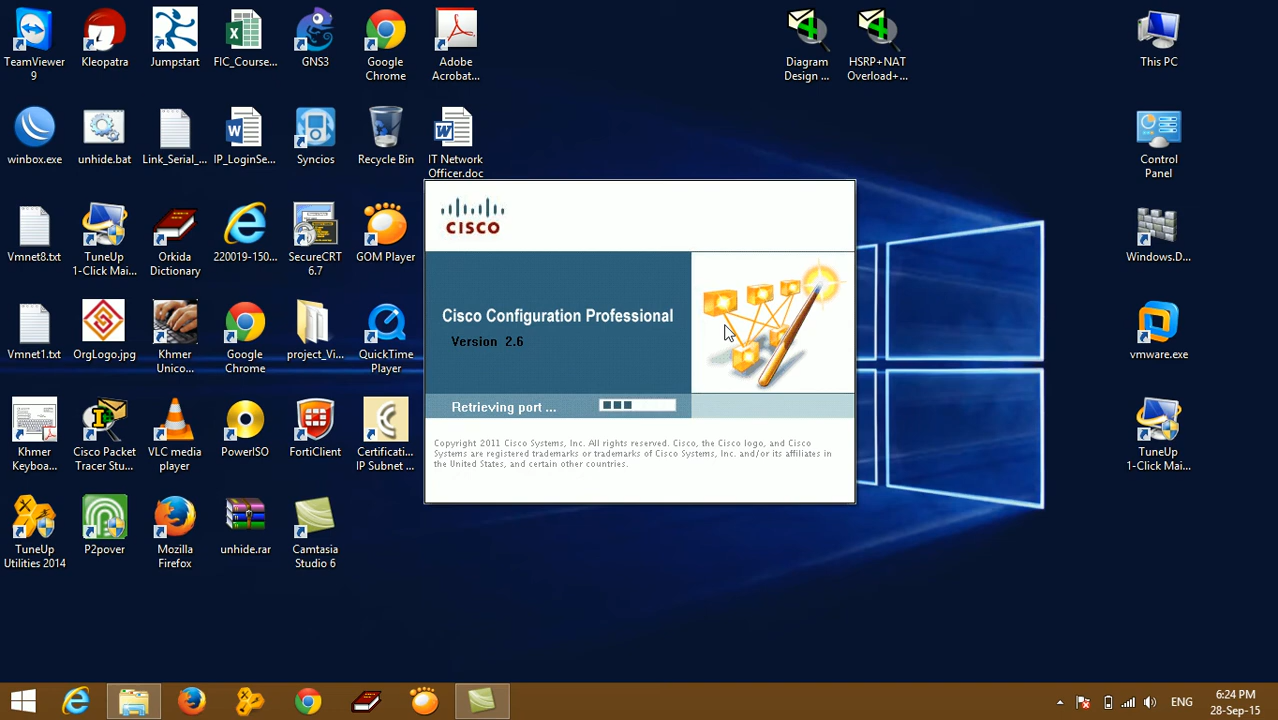 TeamViewer
9
Kleopatra
Jumpstart
FIC_Course...
GNS3
Google
Chrome
Adobe
Acrobat...
Diagram
Design ...
HSRP+NAT
Overload+...
This PC
winbox.exe
unhide.bat
Link_Serial_...
IP_LoginSe...
Syncios
Recycle Bin
IT Network
Officer.doc
Control
Panel
Vmnet8.txt
TuneUp
1-Click Mai...
Orkida
Dictionary
220019-150...
SecureCRT
6.7
GOM Player
Windows.D...
CISCO
Cisco Configuration Professional
Version 2.6
Retrieving port ...
Copyright 2011 Cisco Systems, Inc. All rights reserved. Cisco, the Cisco logo, and Cisco
Systems are registered trademarks or trademarks of Cisco Systems, Inc. and/or its affiliates in
the United States, and certain other countries.
Vmnet1.txt
OrgLogo.jpg
Khmer
Unico...
Google
Chrome
project_Vi...
QuickTime
Player
vmware.exe
Khmer
Keyboa...
Cisco Packet
Tracer Stu...
VLC media
player
PowerISO
FortiClient
Certificati...
IP Subnet ...
TuneUp
1-Click Mai...
TuneUp
Utilities 2014
P2pover
Mozilla
Firefox
unhide.rar
Camtasia
Studio 6
ENG
6:24 PM
28-Sep-15